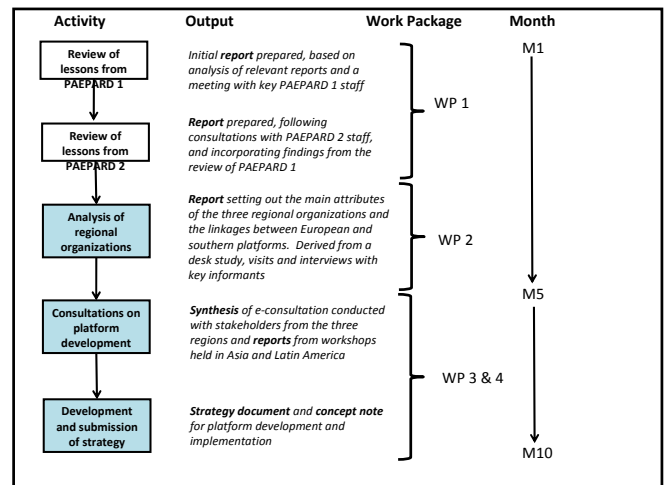 Activity Output Work Package Month
Review of
lessons from
PAEPARD 1
Initial report prepared, based on
analysis of relevant reports and a
meeting with key PAEPARD 1 staff
M1
WP 1
Review of
lessons from
PAEPARD 2
Report prepared, following
consultations with PAEPARD 2 staff,
and incorporating findings from the
review of PAEPARD 1
Analysis of
regional
organizations
Report setting out the main attributes
of the three regional organizations and
the linkages between European and
southern platforms. Derived from a
desk study, visits and interviews with
key informants
WP 2
M5
Consultations on
platform
development
Synthesis of e-consultation conducted
with stakeholders from the three
regions and reports from workshops
held in Asia and Latin America
WP 3 & 4
Development
and submission
of strategy
Strategy document and concept note
for platform development and
implementation
M10